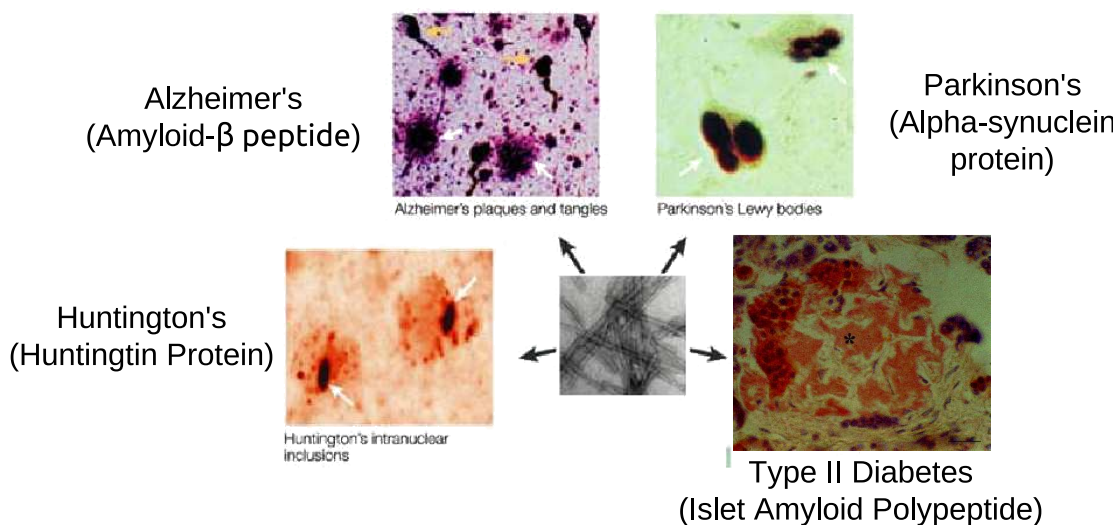 Alzheimer's
(Amyloid-β peptide)
Parkinson's
(Alpha-synuclein
protein)
Alzheimer's plaques and tangles
Parkinson's Lewy bodies
Huntington's
(Huntingtin Protein)
*
Huntington's intranuclear
inclusions
Type II Diabetes
(Islet Amyloid Polypeptide)